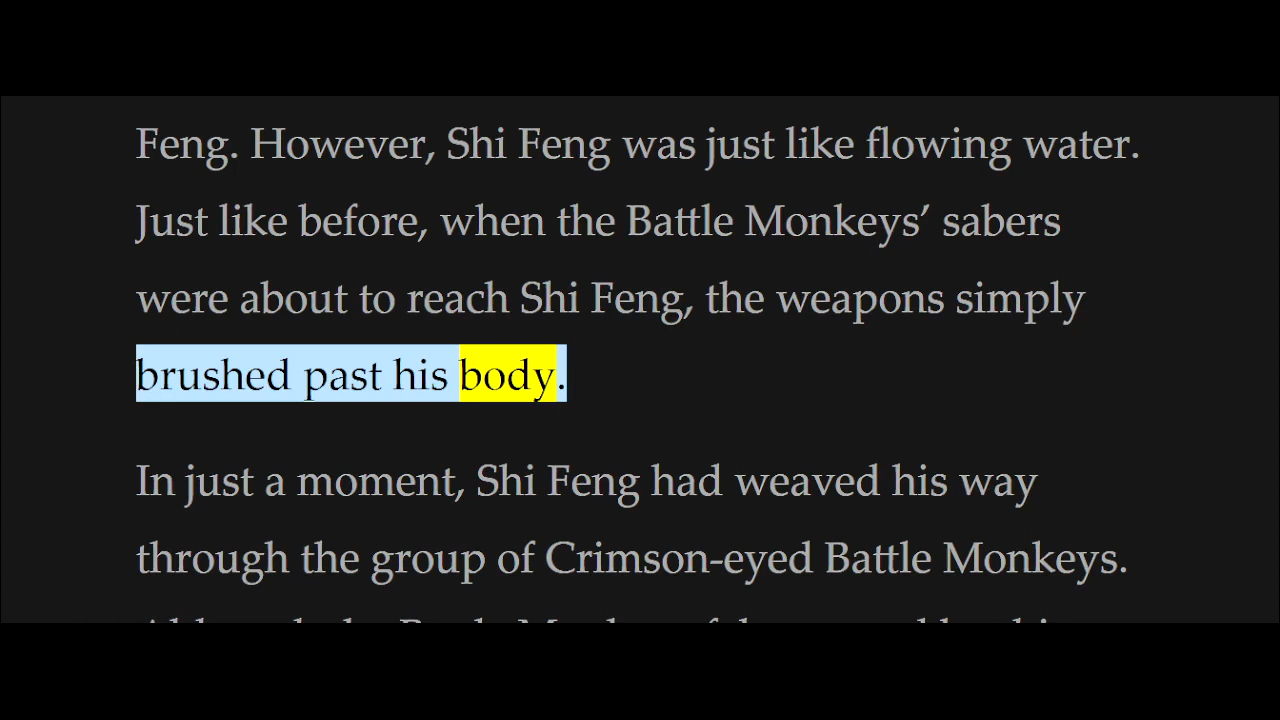 Feng. However, Shi Feng was just like flowing water.
Just like before, when the Battle Monkeys’ sabers
were about to reach Shi Feng, the weapons simply
brushed past his body.
In just a moment, Shi Feng had weaved his way
through the group of Crimson-eyed Battle Monkeys.